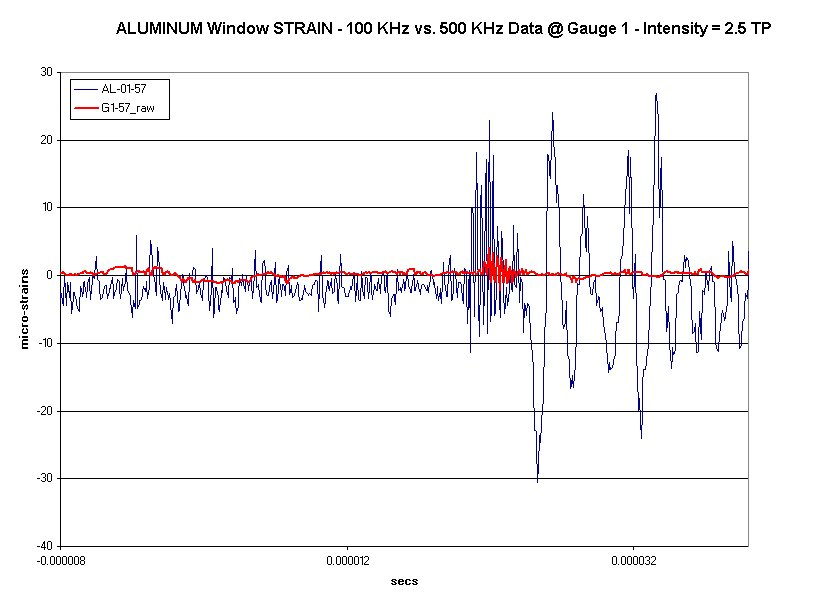 ALUMINUM Window STRAIN - 100 KHz vs. 500 KHz Data @ Gauge 1 - Intensity = 2.5 TP
30
AL-01-57
G1-57_raw
20
10
0
micro-strains
-10
-20
-30
-40
-0.000008 0.000012 0.000032
secs